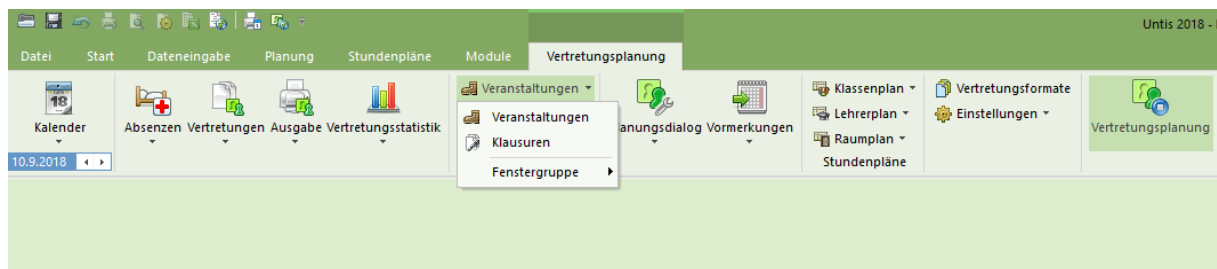 Untis 2018 -
Datei Start Dateneingabe Planung Stundenpläne Module Vertretungsplanung
18
Kalender
10.9.2018
Absenzen Vertretungen Ausgabe Vertretungsstatistik
Veranstaltungen
Veranstaltungen
Klausuren
Fenstergruppe
anungsdialog Vormerkungen
Klassenplan
Lehrerplan
Raumplan
Stundenpläne
Vertretungsformate
Einstellungen
Vertretungsplanung